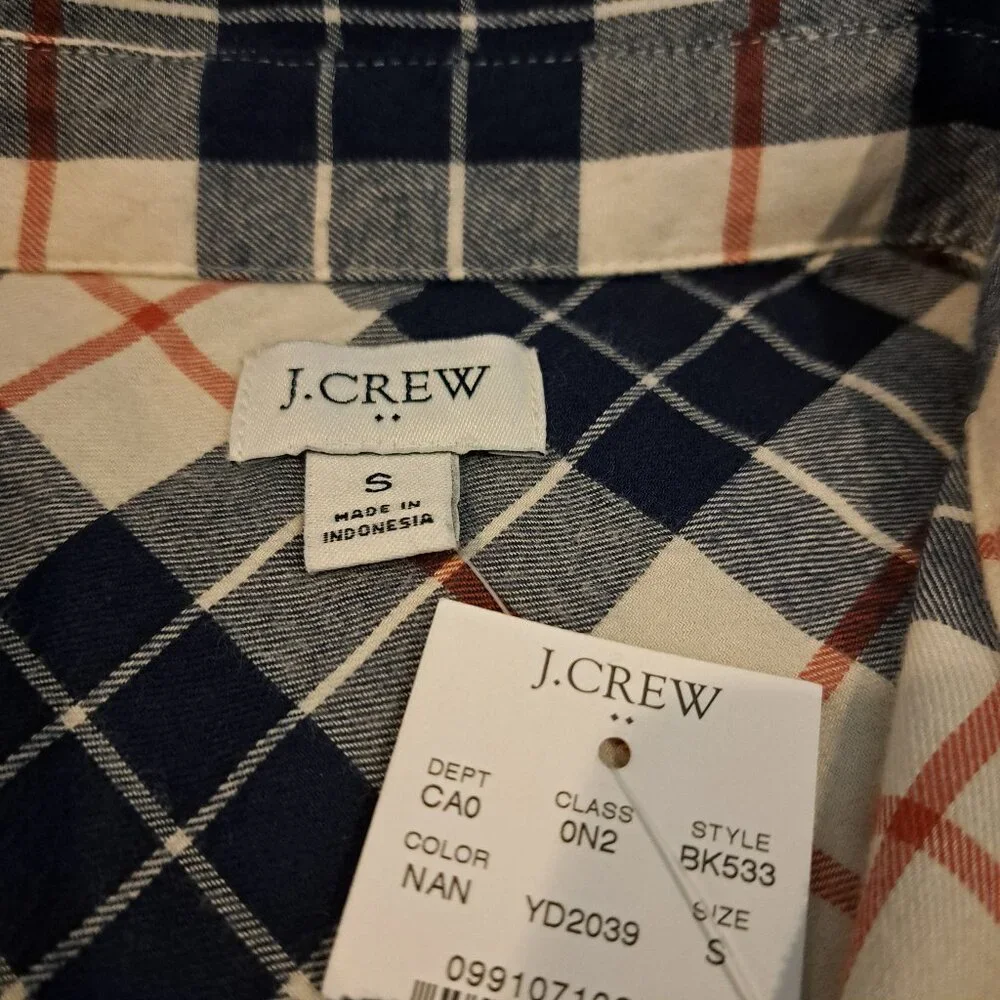 J.CREW
S
MADE IN
INDONESIA
J.CREW
DEPT CLASS STYLE
CA0 0N2 BK533
COLOR SIZE
NAN YD2039 S